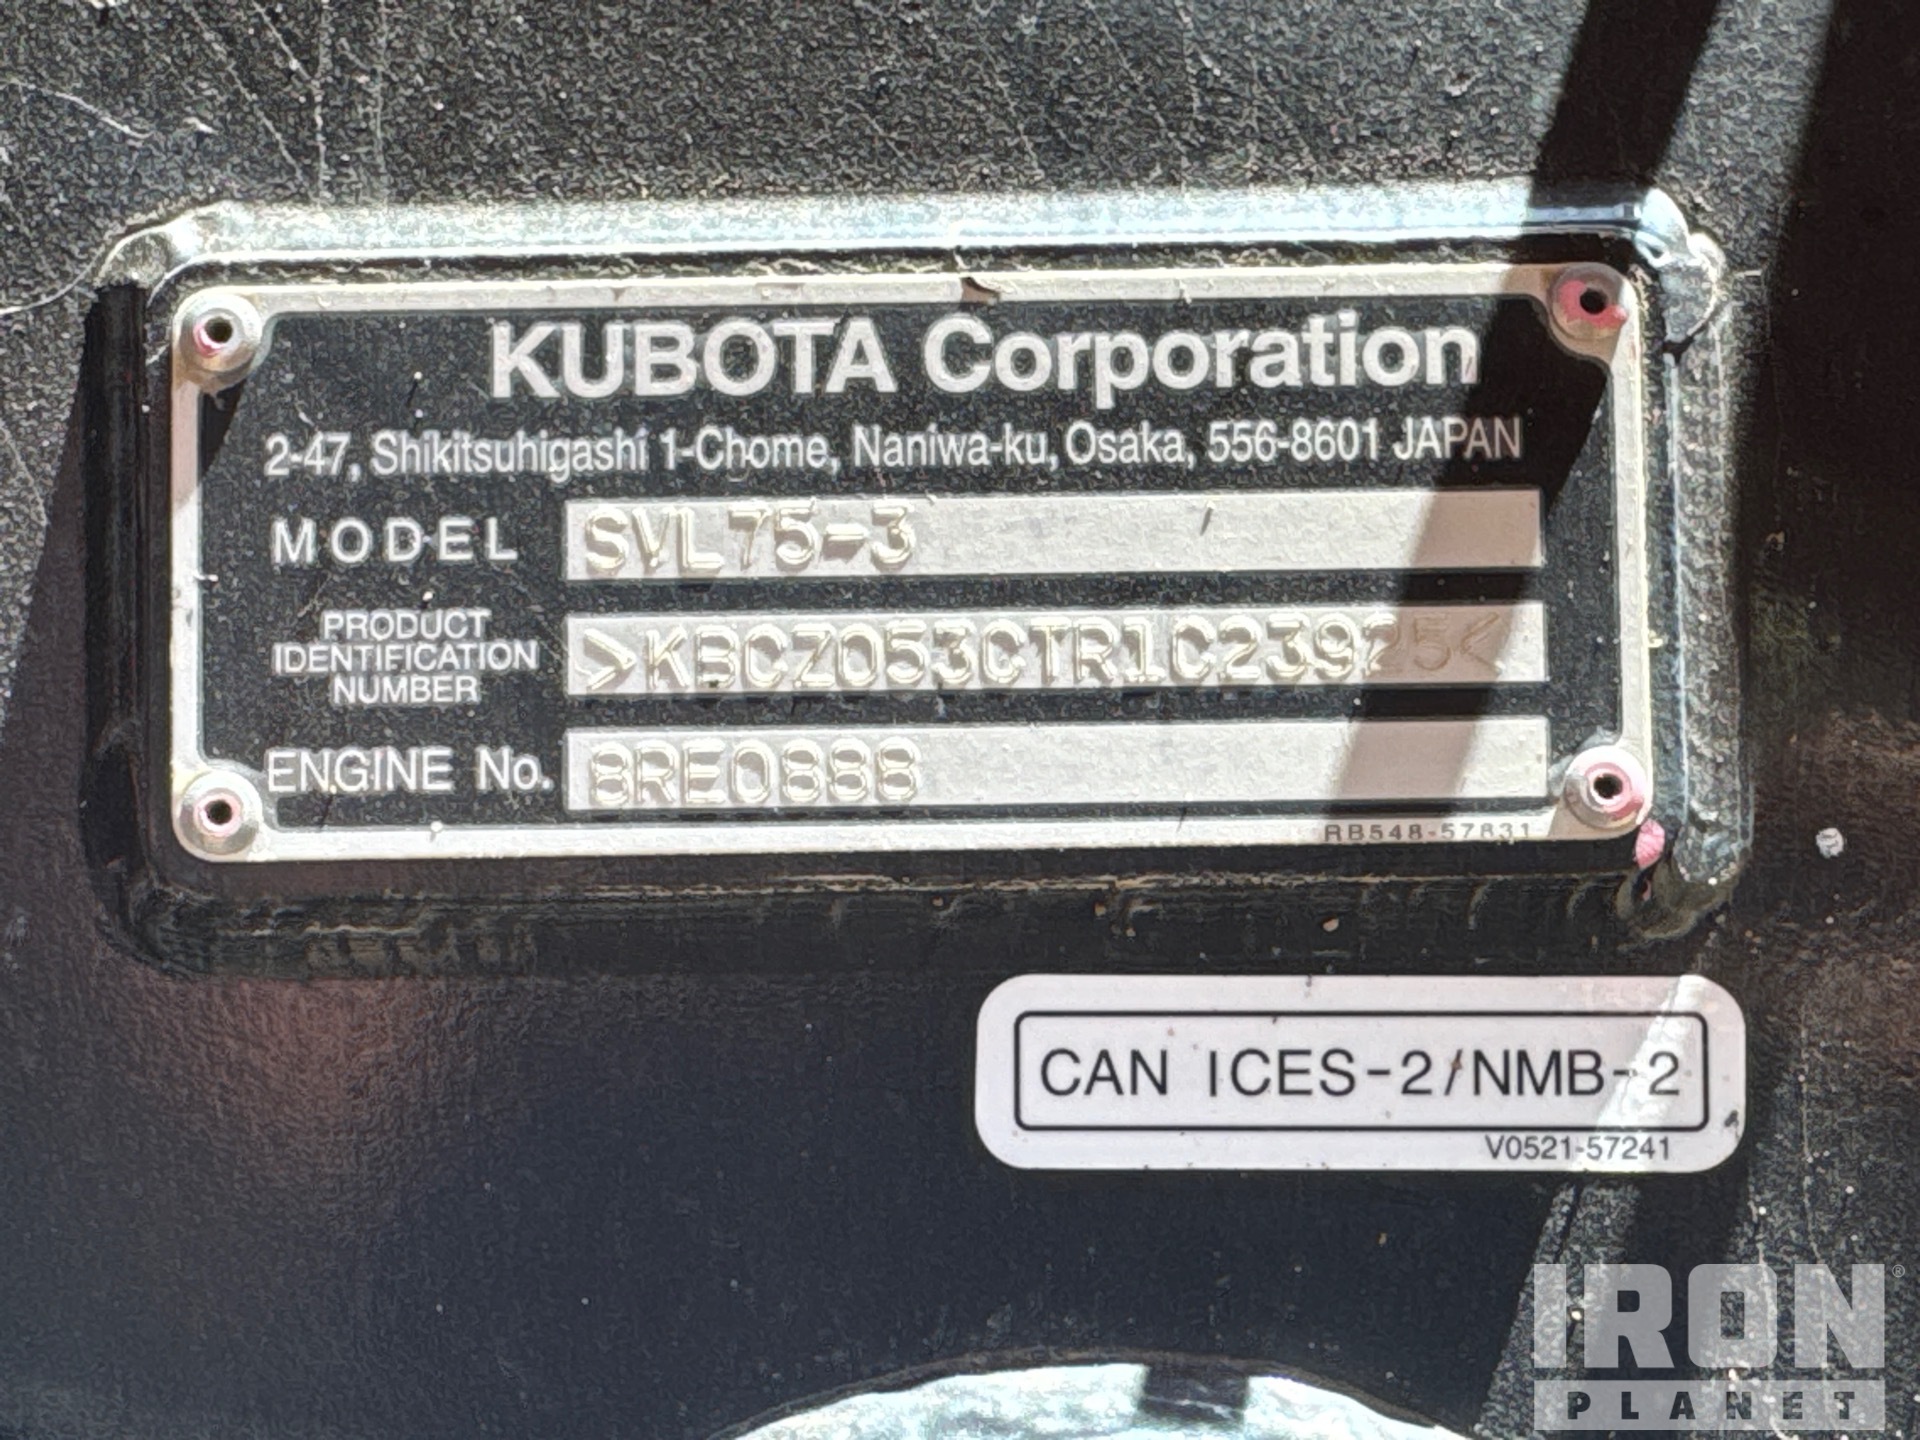 KUBOTA Corporation
2-47, Shikitsuhigashi 1-Chome, Naniwa-ku, Osaka, 556-8601 JAPAN
MODEL SVL75-3
PRODUCT
IDENTIFICATION
NUMBER
>KBCZ053CTR1C23925<
ENGINE No. 8RE0888
RB548-57831
CAN ICES-2/NMB-2
V0521-57241
IRON®
PLANET